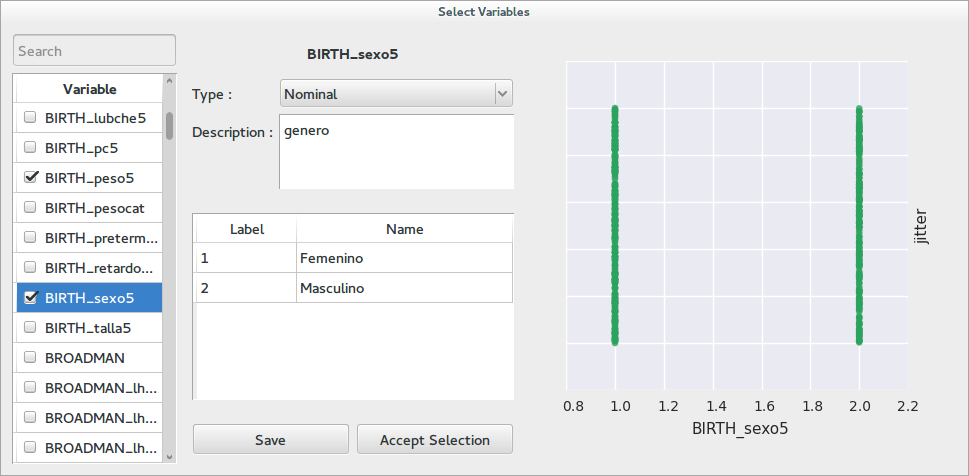 Select Variables
Search
Variable
BIRTH_lubche5
BIRTH_pc5
BIRTH_peso5
BIRTH_pesocat
BIRTH_preterm...
BIRTH_retardo...
BIRTH_sexo5
BIRTH_talla5
BROADMAN
BROADMAN_lh...
BROADMAN_lh...
BROADMAN_lh...
BIRTH_sexo5
Type :
Nominal
Description :
genero
Label Name
1 Femenino
2 Masculino
Save
Accept Selection
jitter
0.8 1.0 1.2 1.4 1.6 1.8 2.0 2.2
BIRTH_sexo5